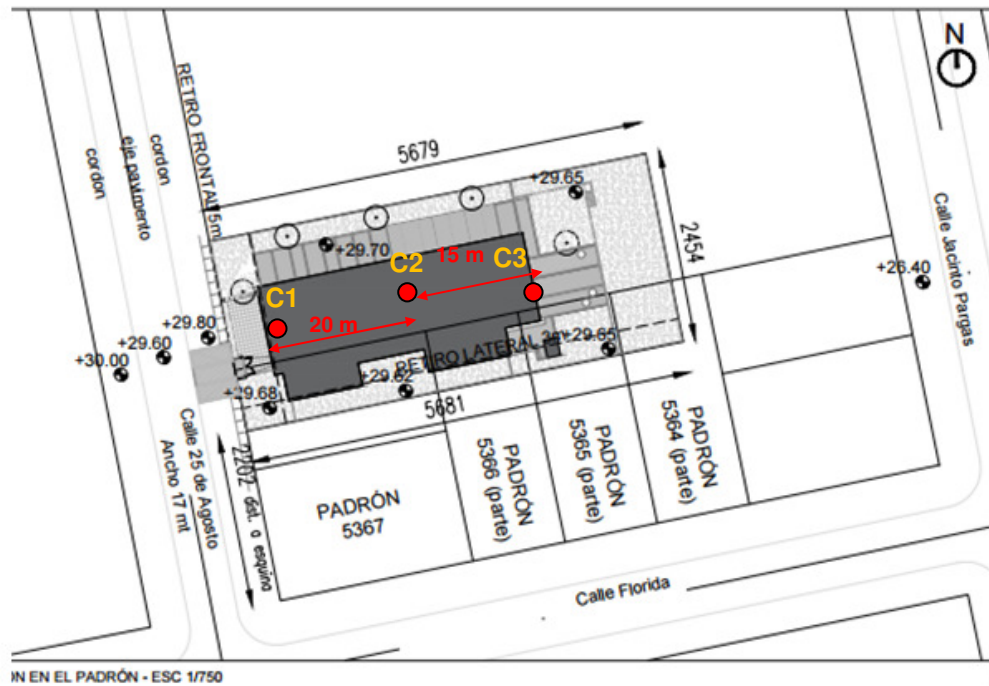 N
RETIRO FRONTAL 5m
cordon
eje pavimento
cordon
5679
+29.65
2454
Calle Jacinto Pargas
+29.70
C2
15 m
C3
+26.40
C1
20 m
+29.80
+29.60
+30.00
RETIRO LATERAL
+29.65
+29.62
+29.68
5681
Calle 25 de Agosto
Ancho 17 mt
2202 dist. a esquina
PADRÓN
5367
PADRÓN
5366 (parte)
PADRÓN
5365 (parte)
PADRÓN
5364 (parte)
Calle Florida
ON EN EL PADRÓN - ESC 1/750